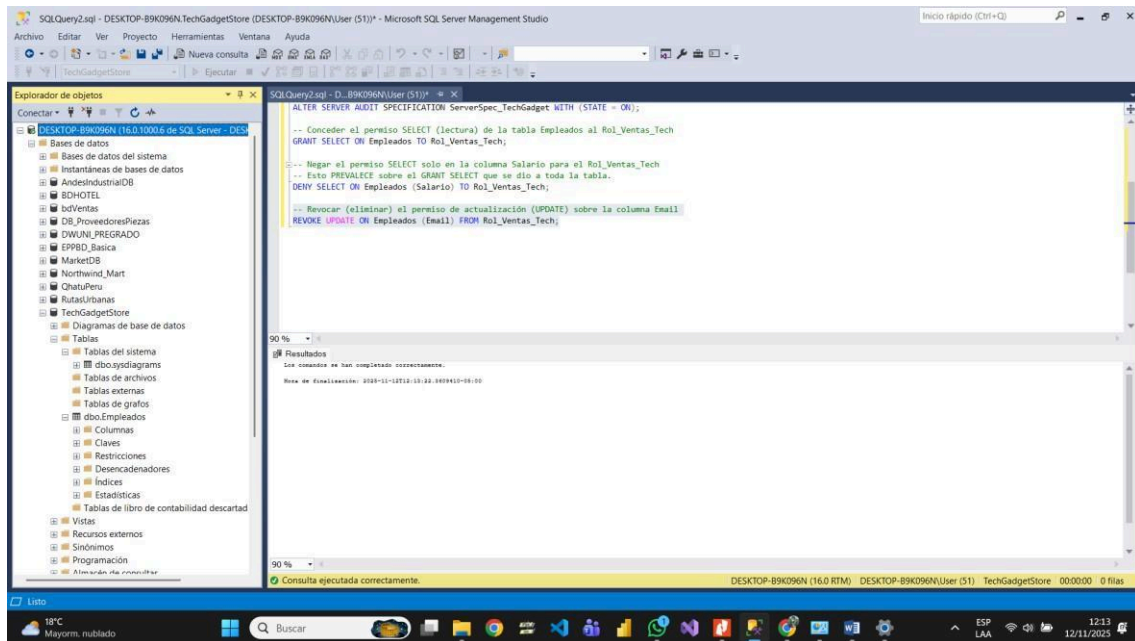 SQLQuery2.sql - DESKTOP-B9K096N.TechGadgetStore (DESKTOP-B9K096N\User (51))* - Microsoft SQL Server Management Studio
Inicio rápido (Ctrl+Q)
Archivo Editar Ver Proyecto Herramientas Ventana Ayuda
Nueva consulta
TechGadgetStore Ejecutar
Explorador de objetos
Conectar
DESKTOP-B9K096N (16.0.1000.6 de SQL Server - DESK
Bases de datos
Bases de datos del sistema
Instantáneas de bases de datos
AndesIndustrialDB
BDHOTEL
bdVentas
DB_ProveedoresPiezas
DWUNI_PREGRADO
EPPBD_Basica
MarketDB
Northwind_Mart
QhatuPeru
RutasUrbanas
TechGadgetStore
Diagramas de base de datos
Tablas
Tablas del sistema
dbo.sysdiagrams
Tablas de archivos
Tablas externas
Tablas de grafos
dbo.Empleados
Columnas
Claves
Restricciones
Desencadenadores
Índices
Estadísticas
Tablas de libro de contabilidad descartad
Vistas
Recursos externos
Sinónimos
Programación
Almacén de consultas
SQLQuery2.sql - D...B9K096N\User (51))*
ALTER SERVER AUDIT SPECIFICATION ServerSpec_TechGadget WITH (STATE = ON);
-- Conceder el permiso SELECT (lectura) de la tabla Empleados al Rol_Ventas_Tech
GRANT SELECT ON Empleados TO Rol_Ventas_Tech;
-- Negar el permiso SELECT solo en la columna Salario para el Rol_Ventas_Tech
-- Esto PREVALECE sobre el GRANT SELECT que se dio a toda la tabla.
DENY SELECT ON Empleados (Salario) TO Rol_Ventas_Tech;
-- Revocar (eliminar) el permiso de actualización (UPDATE) sobre la columna Email
REVOKE UPDATE ON Empleados (Email) FROM Rol_Ventas_Tech;
90 %
Resultados
Los comandos se han completado correctamente.
Hora de finalización:
90 %
Consulta ejecutada correctamente.
DESKTOP-B9K096N (16.0 RTM) DESKTOP-B9K096N\User (51) TechGadgetStore 00:00:00 0 filas
Listo
18°C
Mayorm. nublado
Buscar
ESP
LAA
12:13
12/11/2025